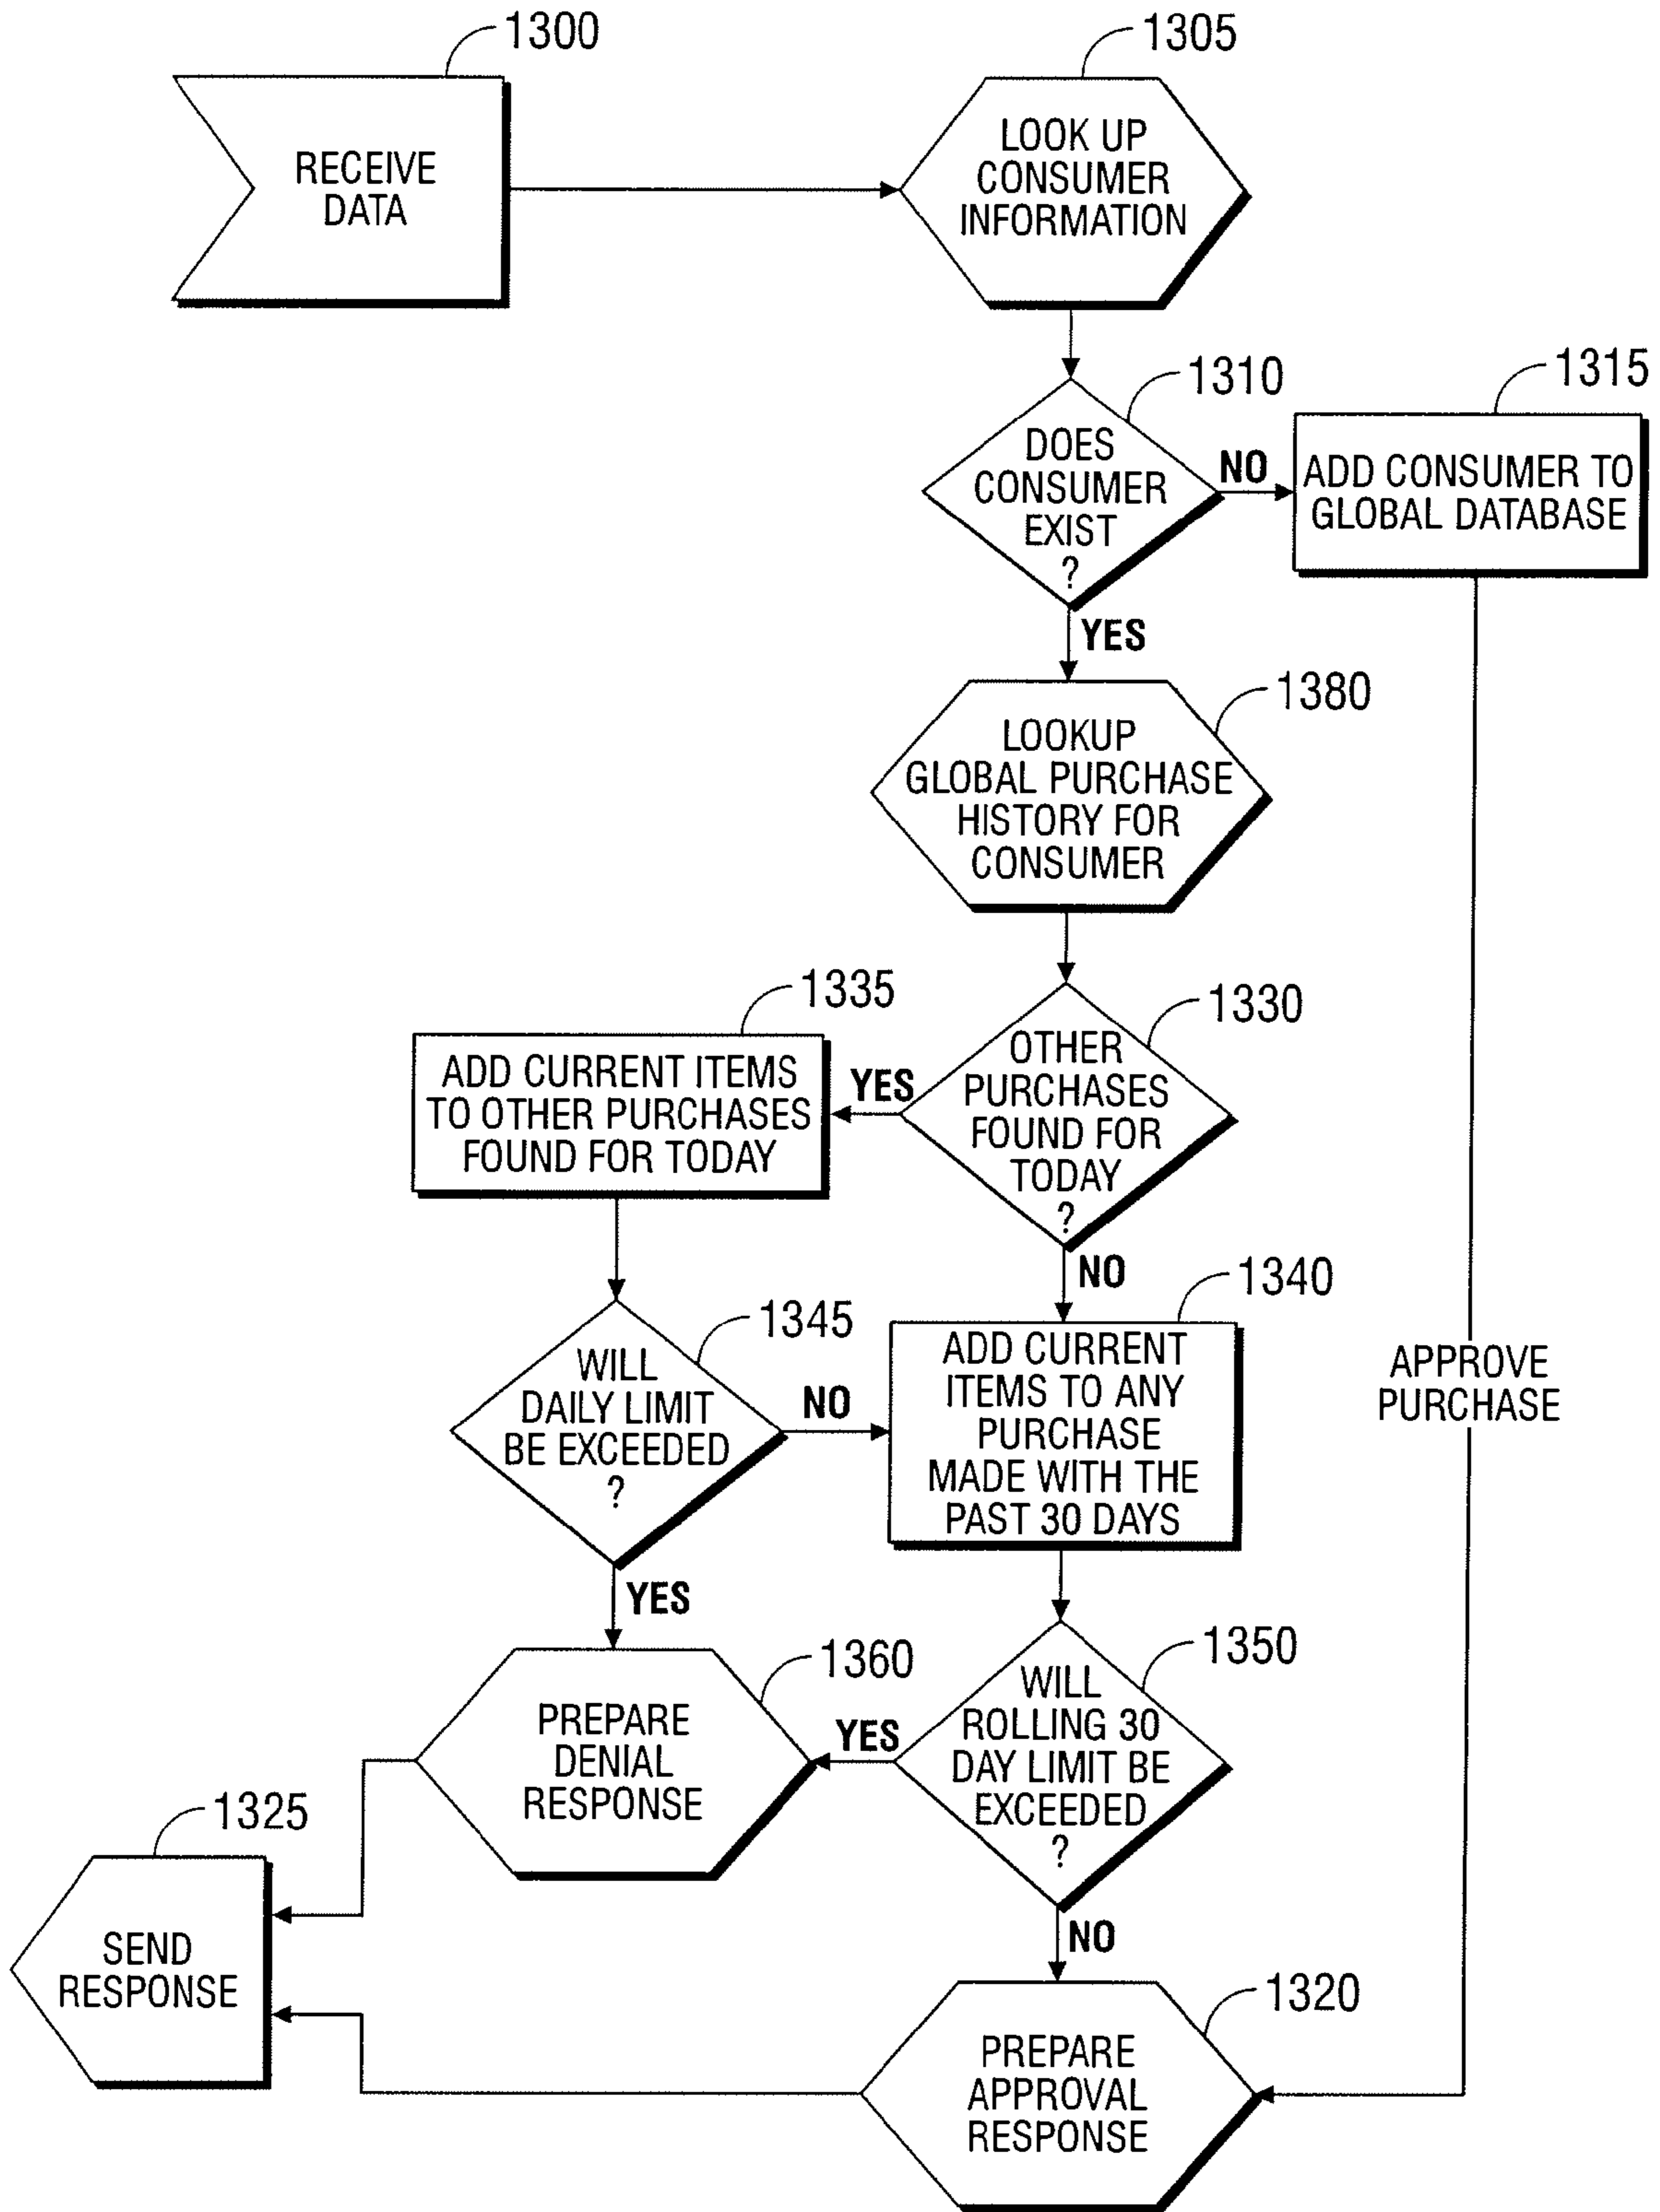 1300
RECEIVE
DATA
1305
LOOK UP
CONSUMER
INFORMATION
1310
DOES
CONSUMER
EXIST
?
NO
1315
ADD CONSUMER TO
GLOBAL DATABASE
YES
1380
LOOKUP
GLOBAL PURCHASE
HISTORY FOR
CONSUMER
1330
OTHER
PURCHASES
FOUND FOR
TODAY
?
YES
1335
ADD CURRENT ITEMS
TO OTHER PURCHASES
FOUND FOR TODAY
NO
1340
ADD CURRENT
ITEMS TO ANY
PURCHASE
MADE WITH THE
PAST 30 DAYS
1345
WILL
DAILY LIMIT
BE EXCEEDED
?
NO
APPROVE
PURCHASE
YES
1360
PREPARE
DENIAL
RESPONSE
1350
WILL
ROLLING 30
DAY LIMIT BE
EXCEEDED
?
YES
1325
SEND
RESPONSE
NO
1320
PREPARE
APPROVAL
RESPONSE